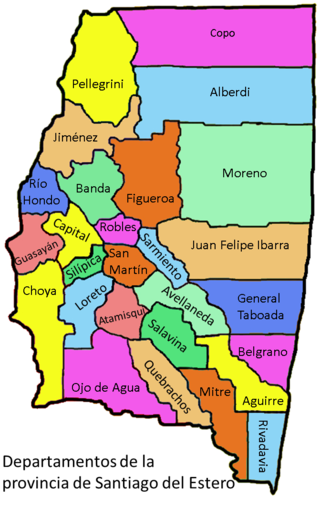 Copo
Pellegrini
Alberdi
Jiménez
Moreno
Río
Hondo
Banda
Figueroa
Capital
Robles
Guasayán
Sarmiento
Juan Felipe Ibarra
Silípica
San
Martín
Choya
Loreto
Avellaneda
General
Taboada
Atamisqui
Salavina
Belgrano
Ojo de Agua
Quebrachos
Mitre
Aguirre
Rivadavia
Departamentos de la
provincia de Santiago del Estero